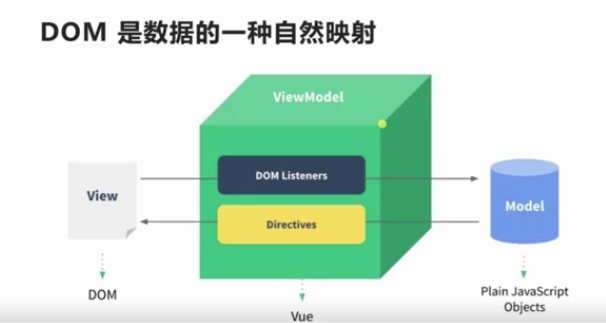 DOM 是数据的一种自然映射
ViewModel
DOM Listeners
View
Model
Directives
DOM
Vue
Plain JavaScript
Objects